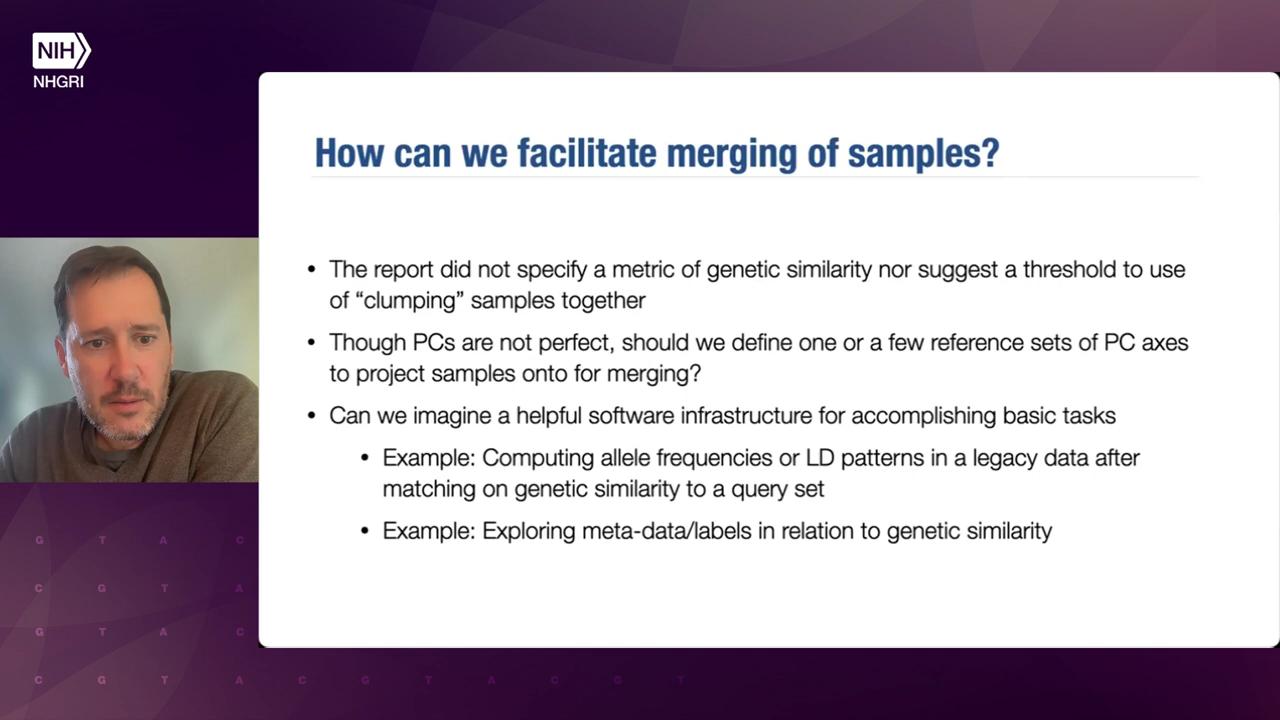 NIH
NHGRI
How can we facilitate merging of samples?
• The report did not specify a metric of genetic similarity nor suggest a threshold to use
of “clumping” samples together
• Though PCs are not perfect, should we define one or a few reference sets of PC axes
to project samples onto for merging?
• Can we imagine a helpful software infrastructure for accomplishing basic tasks
• Example: Computing allele frequencies or LD patterns in a legacy data after
matching on genetic similarity to a query set
• Example: Exploring meta-data/labels in relation to genetic similarity
G T A C
C G T A
G T A C
C G T A C G T A C G T